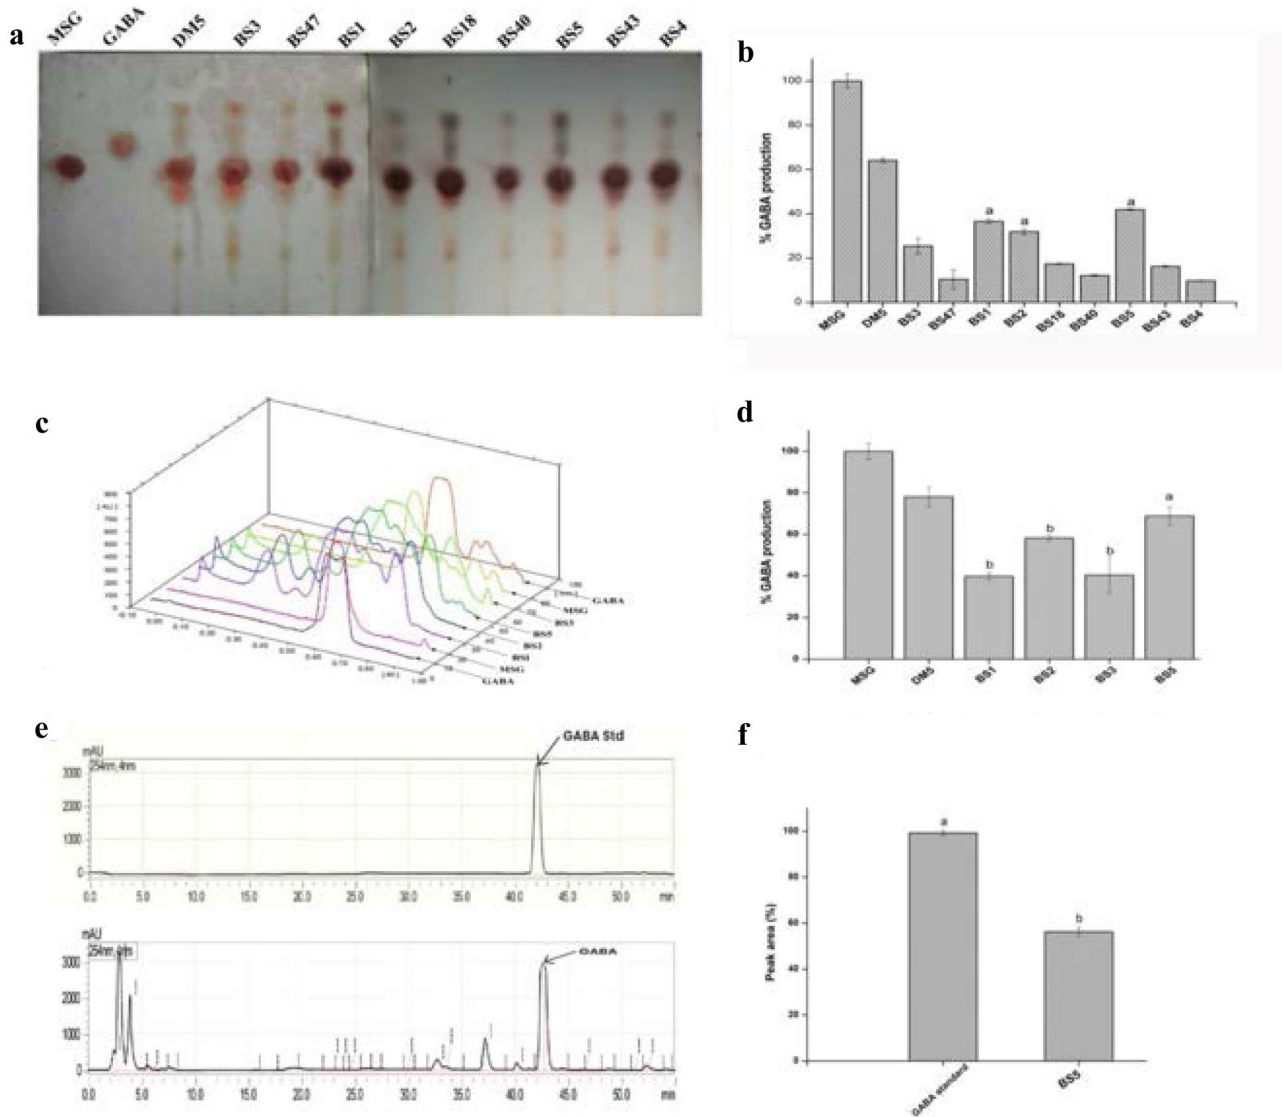 a
MSG GABA DM5 BS3 BS47 BS1 BS2 BS18 BS40 BS5 BS43 BS4
b
% GABA production
100
80
60
40
20
0
a a a
MSG DM5 BS3 BS47 BS1 BS2 BS18 BS40 BS5 BS43 BS4
c
GABA
MSG
BS3
BS5
BS2
BS1
MSG
GABA
d
% GABA production
100
80
60
40
20
0
b b b a
MSG DM5 BS1 BS2 BS3 BS5
e
mAU
254nm, 4nm
GABA Std
3000
2000
1000
0
0.0 5.0 10.0 15.0 20.0 25.0 30.0 35.0 40.0 45.0 50.0 min
mAU
254nm, 4nm
GABA
3000
2000
1000
0
0.0 5.0 10.0 15.0 20.0 25.0 30.0 35.0 40.0 45.0 50.0 min
f
Peak area (%)
100
80
60
40
20
0
a
b
GABA standard BS5